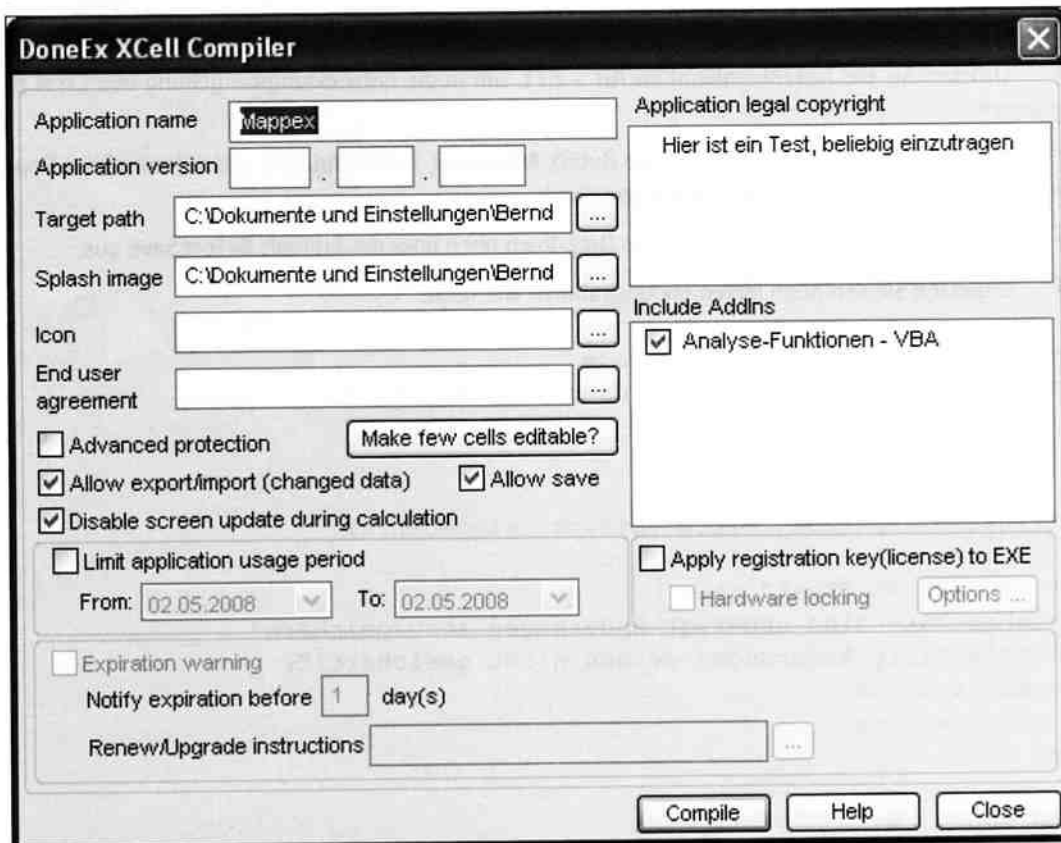 DoneEx XCell Compiler
Application name Mappex
Application version . .
Target path C:\Dokumente und Einstellungen\Bernd ...
Splash image C:\Dokumente und Einstellungen\Bernd ...
Icon ...
End user
agreement ...
Advanced protection Make few cells editable?
Allow export/import (changed data) Allow save
Disable screen update during calculation
Limit application usage period
From: 02.05.2008 To: 02.05.2008
Expiration warning
Notify expiration before 1 day(s)
Renew/Upgrade instructions ...
Application legal copyright
Hier ist ein Test, beliebig einzutragen
Include AddIns
Analyse-Funktionen - VBA
Apply registration key(license) to EXE
Hardware locking Options ...
Compile Help Close